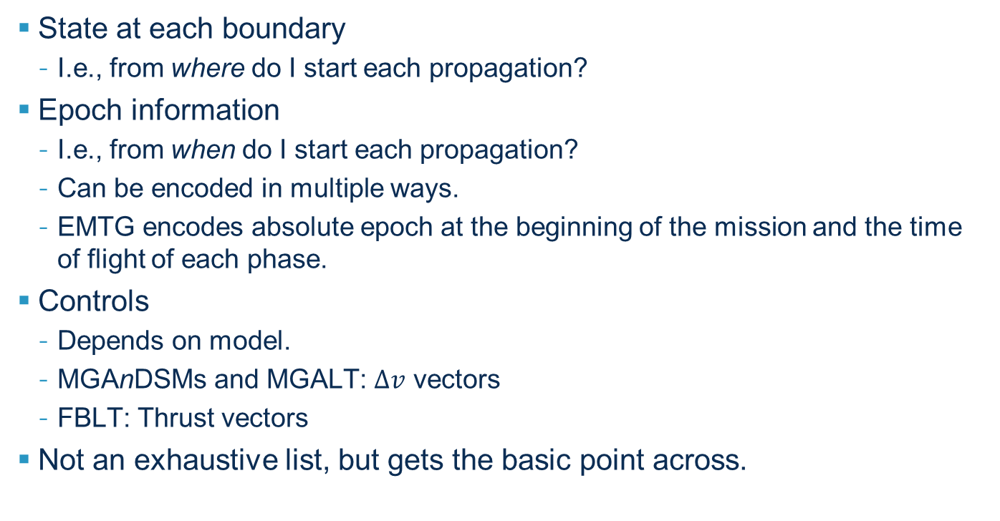 ▪ State at each boundary
- I.e., from where do I start each propagation?
▪ Epoch information
- I.e., from when do I start each propagation?
- Can be encoded in multiple ways.
- EMTG encodes absolute epoch at the beginning of the mission and the time
of flight of each phase.
▪ Controls
- Depends on model.
- MGAnDSMs and MGALT: Δ𝑣 vectors
- FBLT: Thrust vectors
▪ Not an exhaustive list, but gets the basic point across.